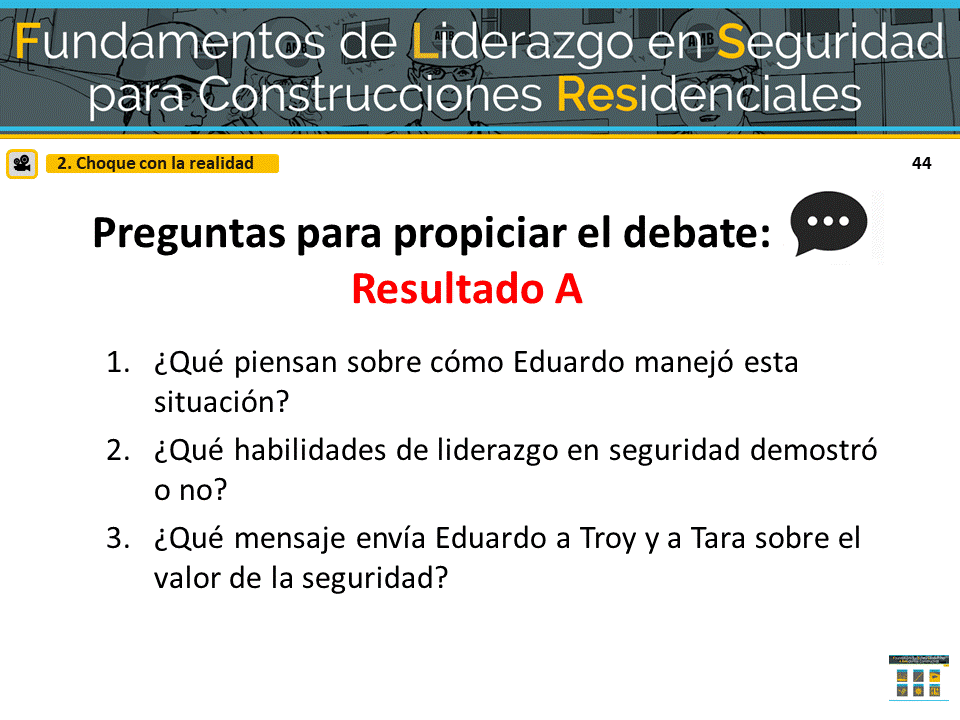 Fundamentos de Liderazgo en Seguridad
para Construcciones Residenciales
2. Choque con la realidad
44
Preguntas para propiciar el debate:
Resultado A
1. ¿Qué piensan sobre cómo Eduardo manejó esta
situación?
2. ¿Qué habilidades de liderazgo en seguridad demostró
o no?
3. ¿Qué mensaje envía Eduardo a Troy y a Tara sobre el
valor de la seguridad?